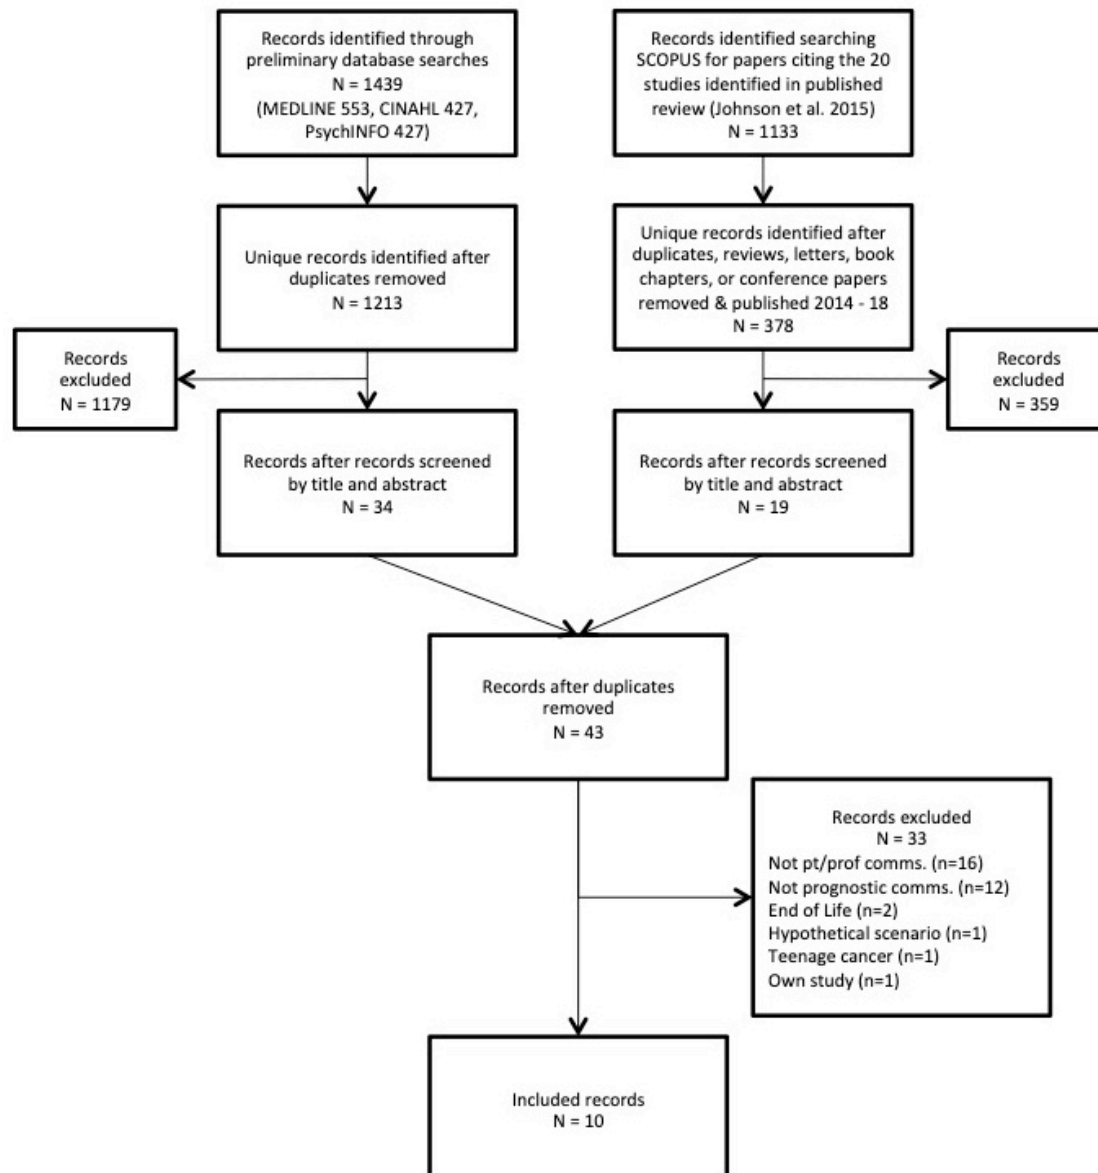 Records identified through
preliminary database searches
N = 1439
(MEDLINE 553, CINAHL 427,
PsychINFO 427)
Records identified searching
SCOPUS for papers citing the 20
studies identified in published
review (Johnson et al. 2015)
N = 1133
Unique records identified after
duplicates removed
N = 1213
Unique records identified after
duplicates, reviews, letters, book
chapters, or conference papers
removed & published 2014 - 18
N = 378
Records
excluded
N = 1179
Records
excluded
N = 359
Records after records screened
by title and abstract
N = 34
Records after records screened
by title and abstract
N = 19
Records after duplicates
removed
N = 43
Records excluded
N = 33
Not pt/prof comms. (n=16)
Not prognostic comms. (n=12)
End of Life (n=2)
Hypothetical scenario (n=1)
Teenage cancer (n=1)
Own study (n=1)
Included records
N = 10